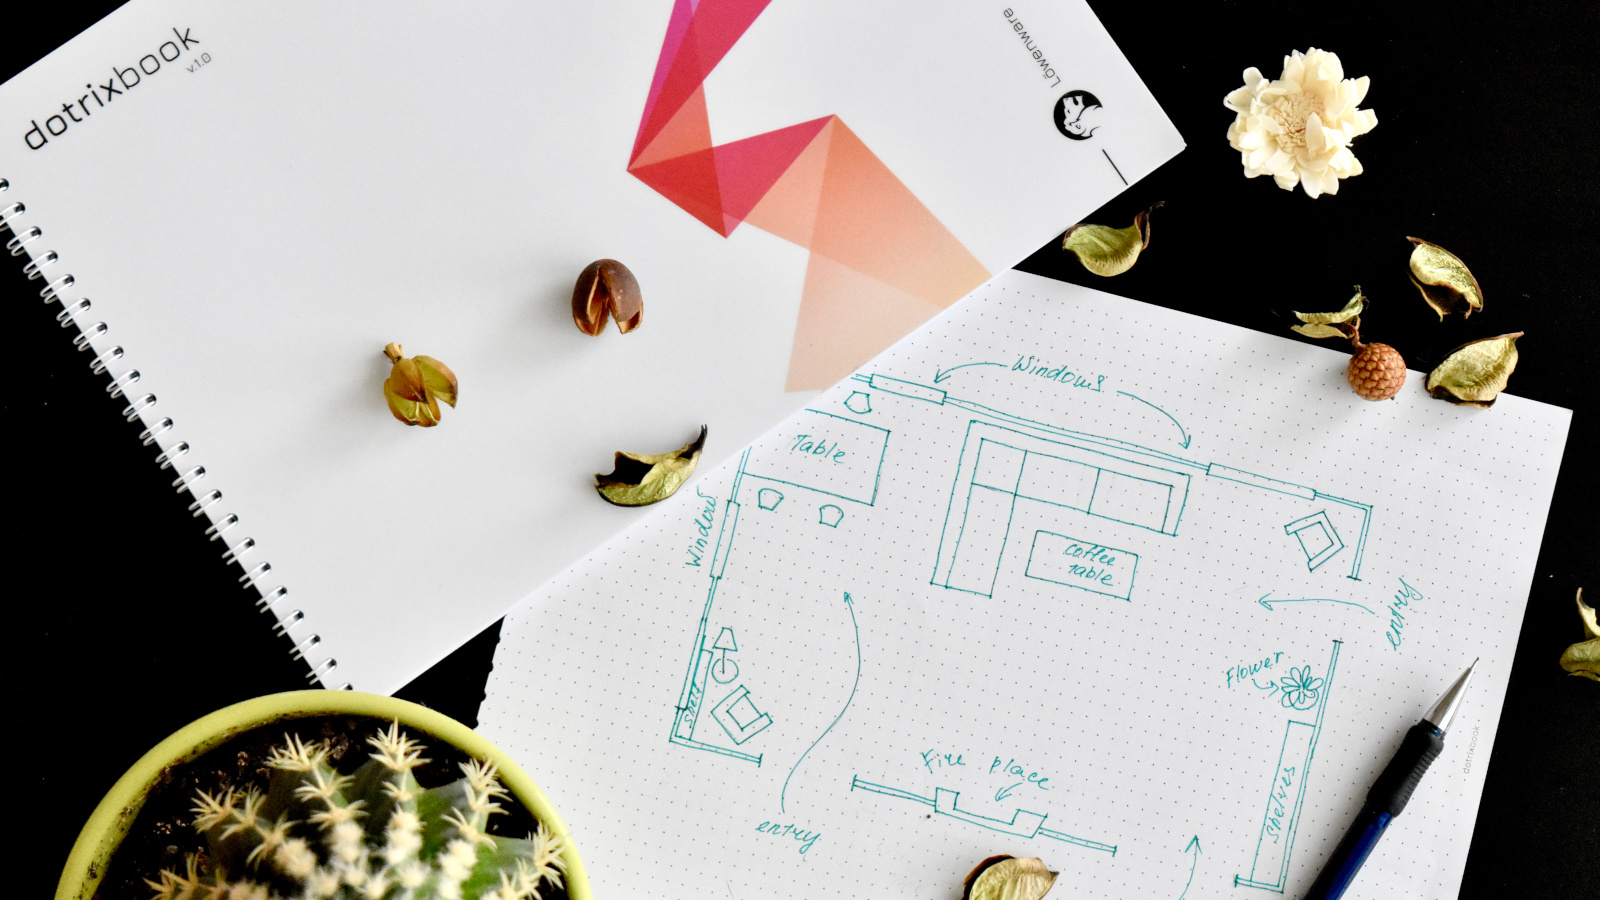 dotrixbook
v.1.0
Löwenware
Windows
Table
Window
coffee
table
entry
Flower
shelf
Fire place
shelves
entry
dotrixbook